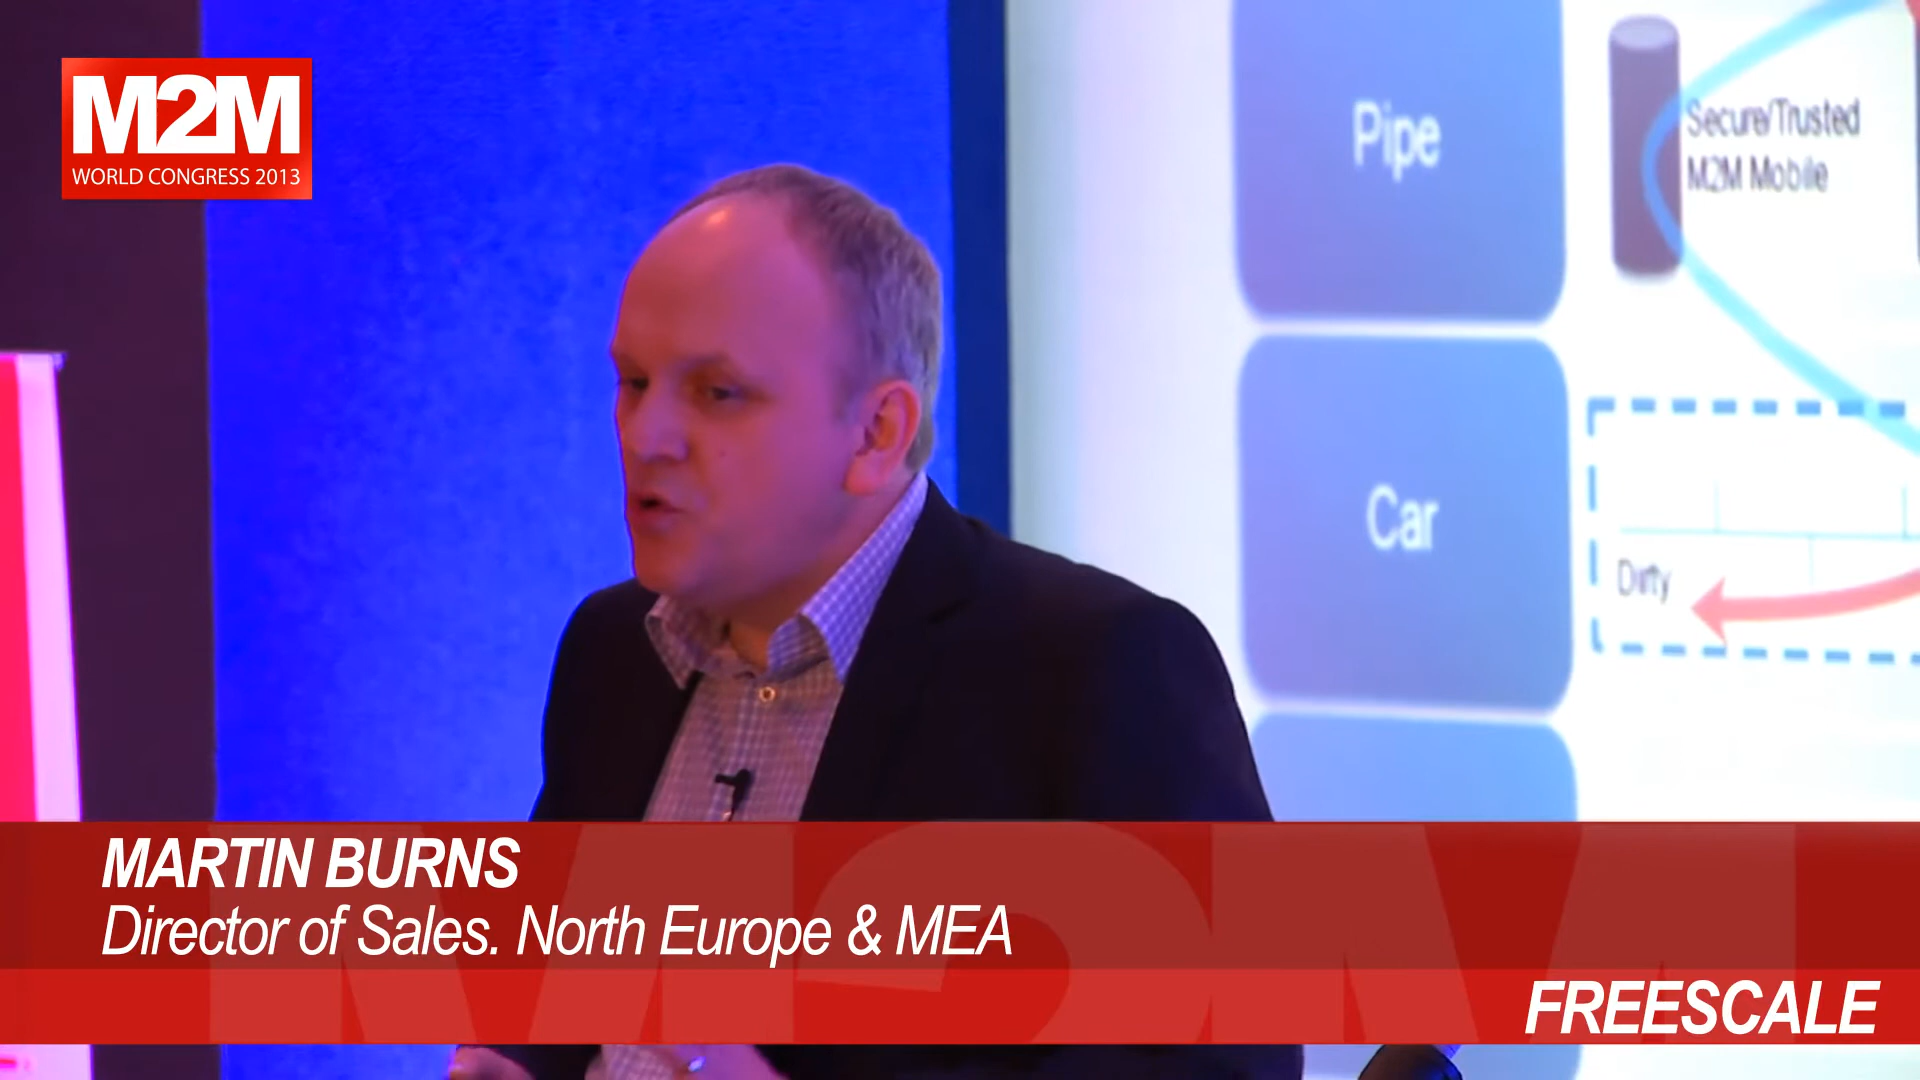 M2M
WORLD CONGRESS 2013
Pipe
Secure/Trusted
M2M Mobile
Car
Dirty
MARTIN BURNS
Director of Sales. North Europe & MEA
FREESCALE